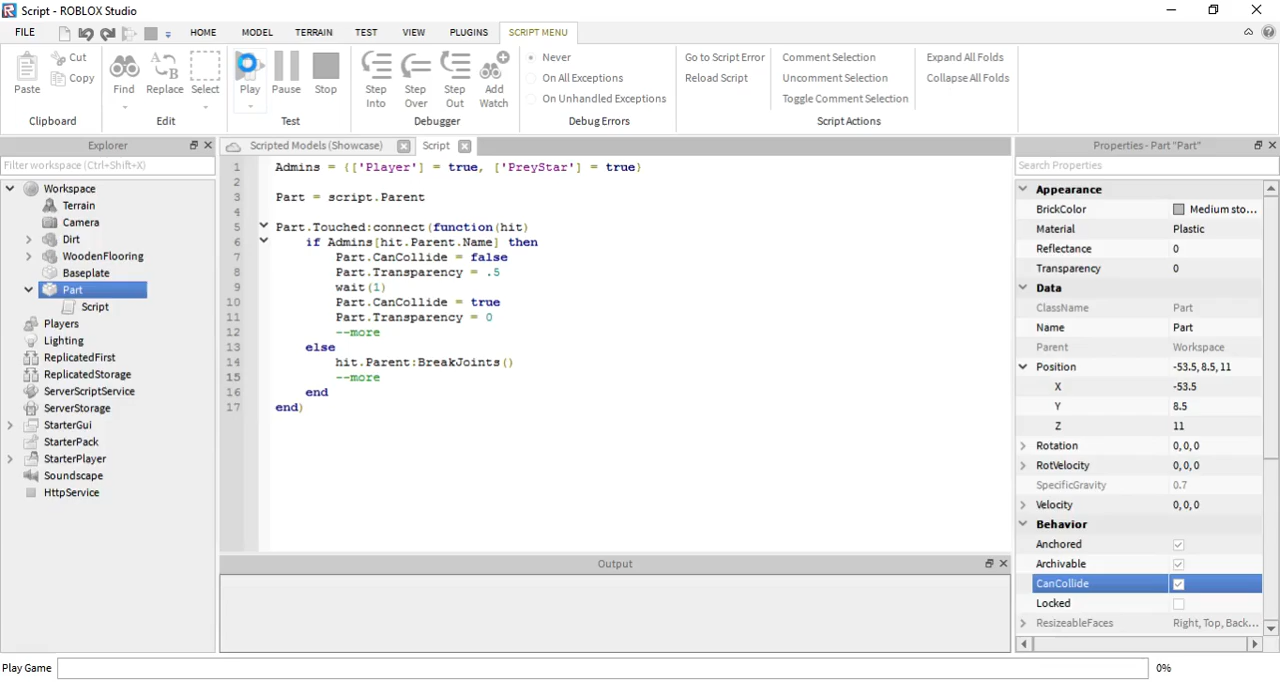 Script - ROBLOX Studio
FILE
HOME
MODEL
TERRAIN
TEST
VIEW
PLUGINS
SCRIPT MENU
Paste
Cut
Copy
Clipboard
Find
Replace
Select
Edit
Play
Pause
Stop
Test
Step Into
Step Over
Step Out
Add Watch
Debugger
Never
On All Exceptions
On Unhandled Exceptions
Debug Errors
Go to Script Error
Reload Script
Comment Selection
Uncomment Selection
Toggle Comment Selection
Script Actions
Expand All Folds
Collapse All Folds
Explorer
Filter workspace (Ctrl+Shift+X)
Workspace
Terrain
Camera
Dirt
WoodenFlooring
Baseplate
Part
Script
Players
Lighting
ReplicatedFirst
ReplicatedStorage
ServerScriptService
ServerStorage
StarterGui
StarterPack
StarterPlayer
Soundscape
HttpService
Scripted Models (Showcase)
Script
1 Admins = {['Player'] = true, ['PreyStar'] = true}
2
3 Part = script.Parent
4
5 Part.Touched:connect(function(hit)
6 if Admins[hit.Parent.Name] then
7 Part.CanCollide = false
8 Part.Transparency = .5
9 wait(1)
10 Part.CanCollide = true
11 Part.Transparency = 0
12 --more
13 else
14 hit.Parent:BreakJoints()
15 --more
16 end
17 end)
Output
Properties - Part "Part"
Search Properties
Appearance
BrickColor Medium sto...
Material Plastic
Reflectance 0
Transparency 0
Data
ClassName Part
Name Part
Parent Workspace
Position -53.5, 8.5, 11
X -53.5
Y 8.5
Z 11
Rotation 0, 0, 0
RotVelocity 0, 0, 0
SpecificGravity 0.7
Velocity 0, 0, 0
Behavior
Anchored
Archivable
CanCollide
Locked
ResizeableFaces Right, Top, Back...
Play Game 0%